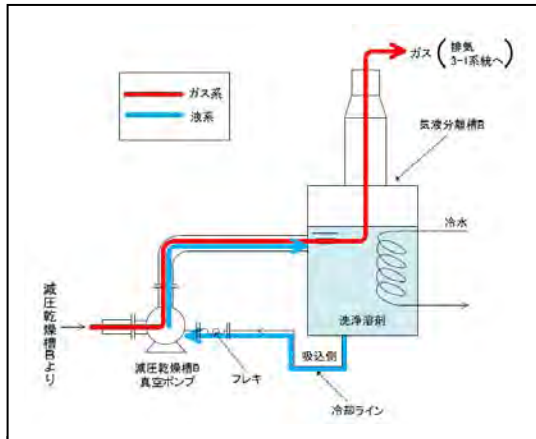 ガス
排気
3-1系統へ
ガス系
液系
気液分離槽B
冷水
洗浄溶剤
減圧乾燥槽Bより
減圧乾燥槽B
真空ポンプ
フレキ
吸込側
冷却ライン